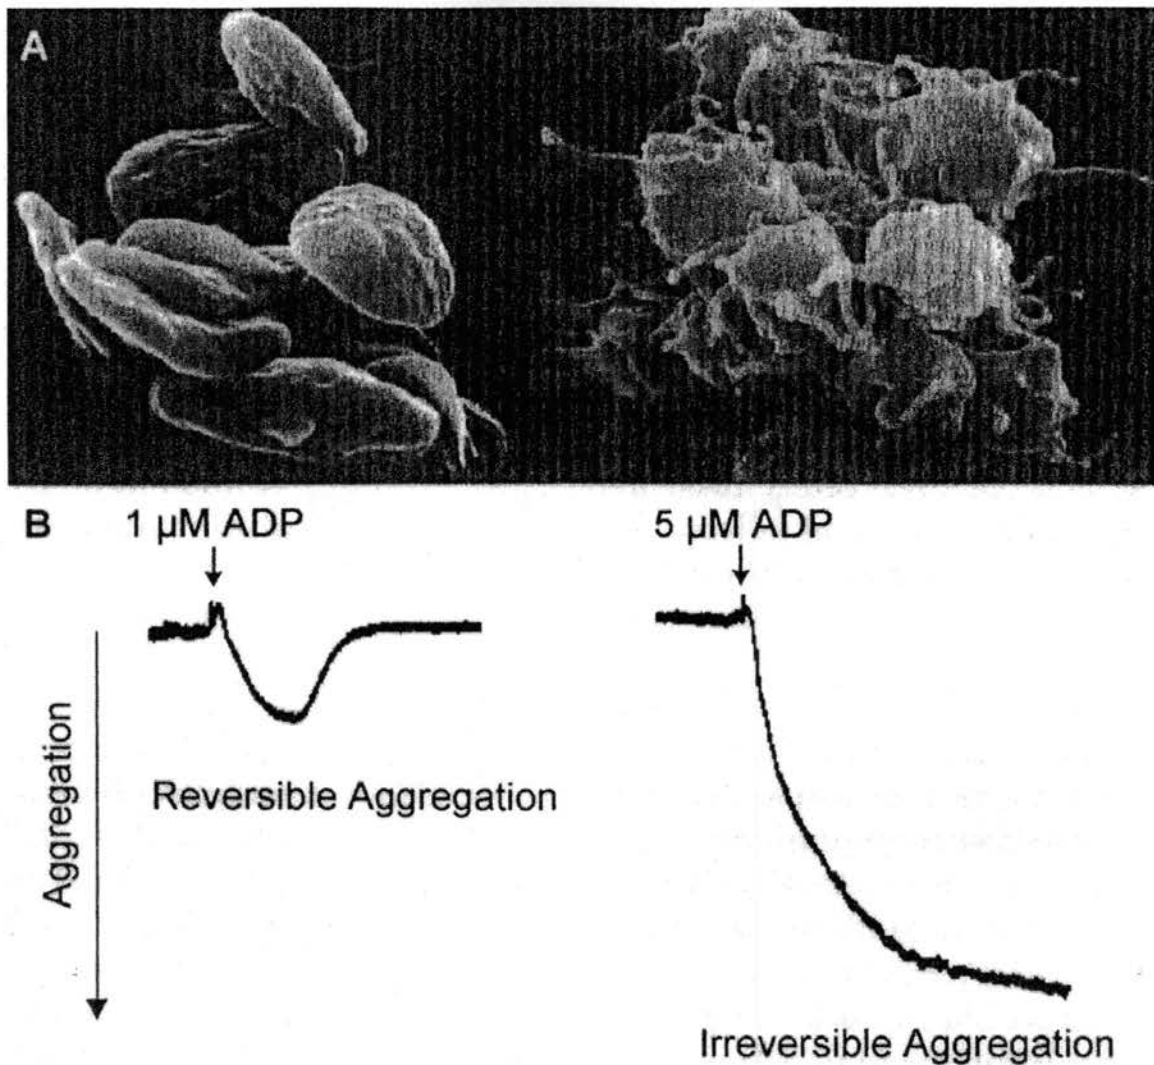 A
B
1 µM ADP
5 µM ADP
Aggregation
Reversible Aggregation
Irreversible Aggregation